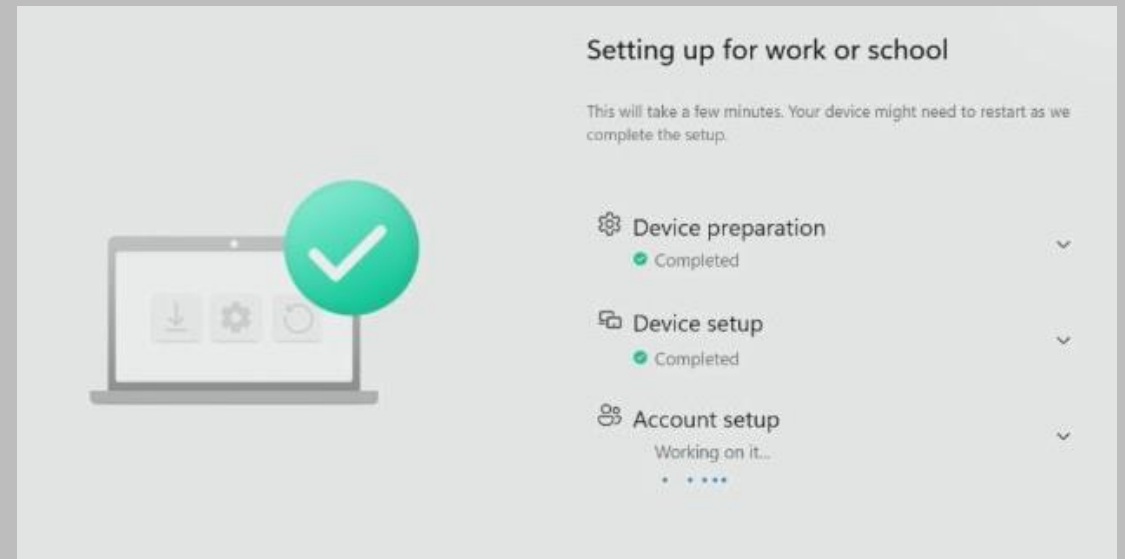 Setting up for work or school
This will take a few minutes. Your device might need to restart as we
complete the setup.
Device preparation
Completed
Device setup
Completed
Account setup
Working on it...